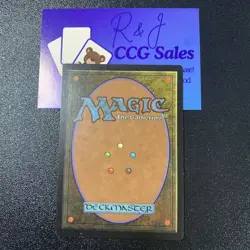 R & J
CCG Sales
MAGIC
The Gathering
DECKMASTER